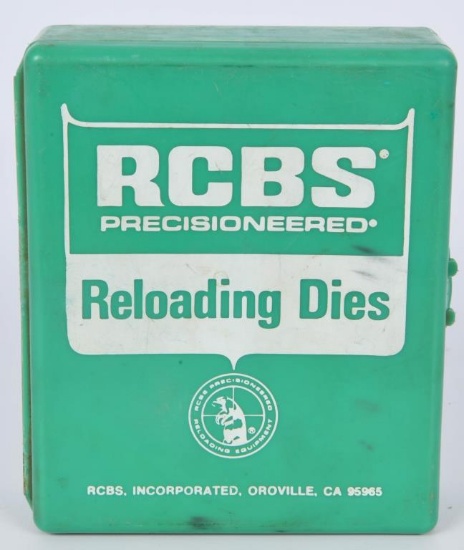 RCBS®
PRECISIONEERED®
Reloading Dies
RCBS PRECISIONEERED
RELOADING EQUIPMENT
®
RCBS, INCORPORATED, OROVILLE, CA 95965